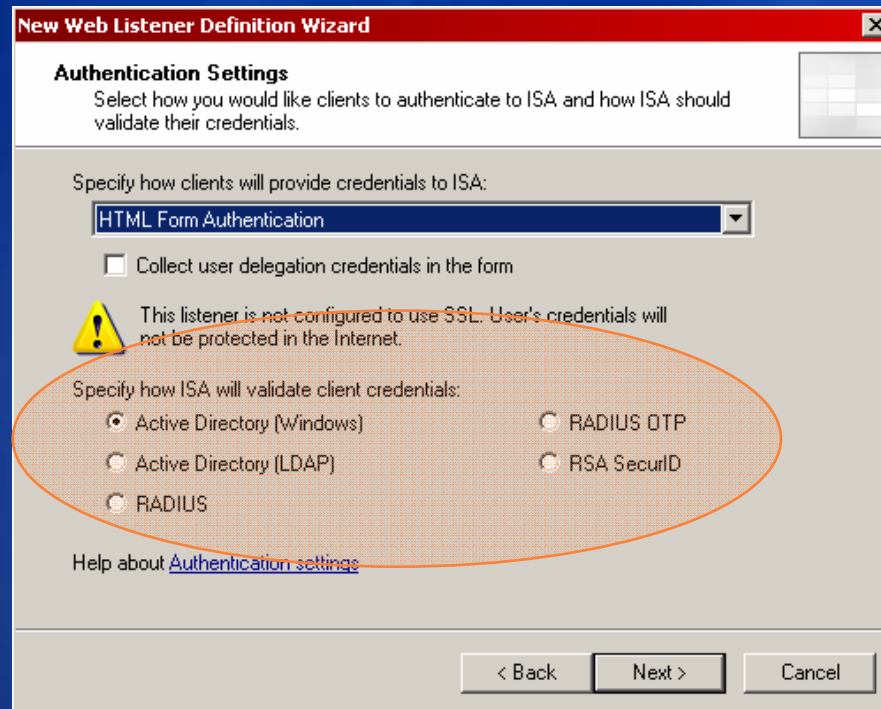 New Web Listener Definition Wizard
Authentication Settings
Select how you would like clients to authenticate to ISA and how ISA should
validate their credentials.
Specify how clients will provide credentials to ISA:
HTML Form Authentication
Collect user delegation credentials in the form
This listener is not configured to use SSL. User's credentials will
not be protected in the Internet.
Specify how ISA will validate client credentials:
Active Directory (Windows)
RADIUS OTP
Active Directory (LDAP)
RSA SecurID
RADIUS
Help about Authentication settings
< Back
Next >
Cancel